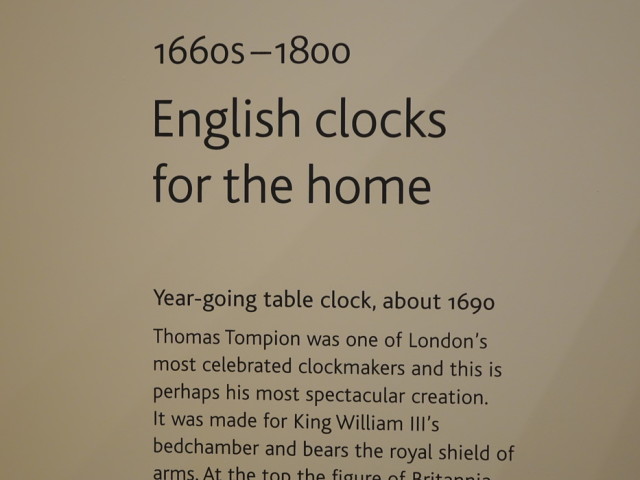 1660s–1800
English clocks
for the home
Year-going table clock, about 1690
Thomas Tompion was one of London's
most celebrated clockmakers and this is
perhaps his most spectacular creation.
It was made for King William III's
bedchamber and bears the royal shield of
arms. At the top the figure of Britannia